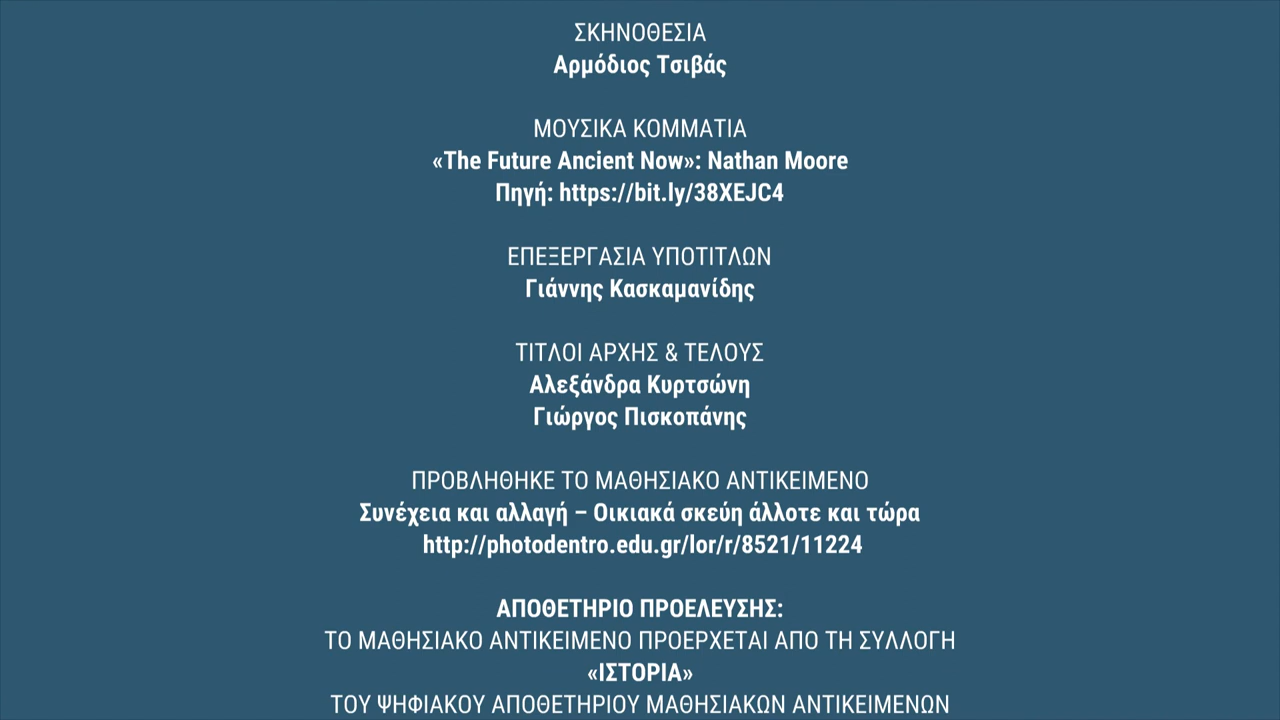 ΣΚΗΝΟΘΕΣΙΑ
Αρμόδιος Τσιβάς
ΜΟΥΣΙΚΑ ΚΟΜΜΑΤΙΑ
«The Future Ancient Now»: Nathan Moore
Πηγή: https://bit.ly/38XEJC4
ΕΠΕΞΕΡΓΑΣΙΑ ΥΠΟΤΙΤΛΩΝ
Γιάννης Κασκαμανίδης
ΤΙΤΛΟΙ ΑΡΧΗΣ & ΤΕΛΟΥΣ
Αλεξάνδρα Κυρτσώνη
Γιώργος Πισκοπάνης
ΠΡΟΒΛΗΘΗΚΕ ΤΟ ΜΑΘΗΣΙΑΚΟ ΑΝΤΙΚΕΙΜΕΝΟ
Συνέχεια και αλλαγή – Οικιακά σκεύη άλλοτε και τώρα
http://photodentro.edu.gr/lor/r/8521/11224
ΑΠΟΘΕΤΗΡΙΟ ΠΡΟΕΛΕΥΣΗΣ:
ΤΟ ΜΑΘΗΣΙΑΚΟ ΑΝΤΙΚΕΙΜΕΝΟ ΠΡΟΕΡΧΕΤΑΙ ΑΠΟ ΤΗ ΣΥΛΛΟΓΗ
«ΙΣΤΟΡΙΑ»
ΤΟΥ ΨΗΦΙΑΚΟΥ ΑΠΟΘΕΤΗΡΙΟΥ ΜΑΘΗΣΙΑΚΩΝ ΑΝΤΙΚΕΙΜΕΝΩΝ